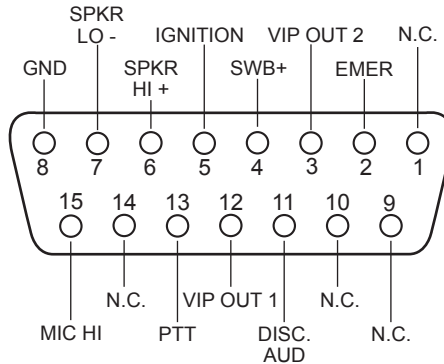 SPKR
LO -
IGNITION
VIP OUT 2
N.C.
GND
SPKR
HI +
SWB+
EMER
8 7 6 5 4 3 2 1
15 14 13 12 11 10 9
N.C.
VIP OUT 1
N.C.
MIC HI
PTT
DISC.
AUD
N.C.